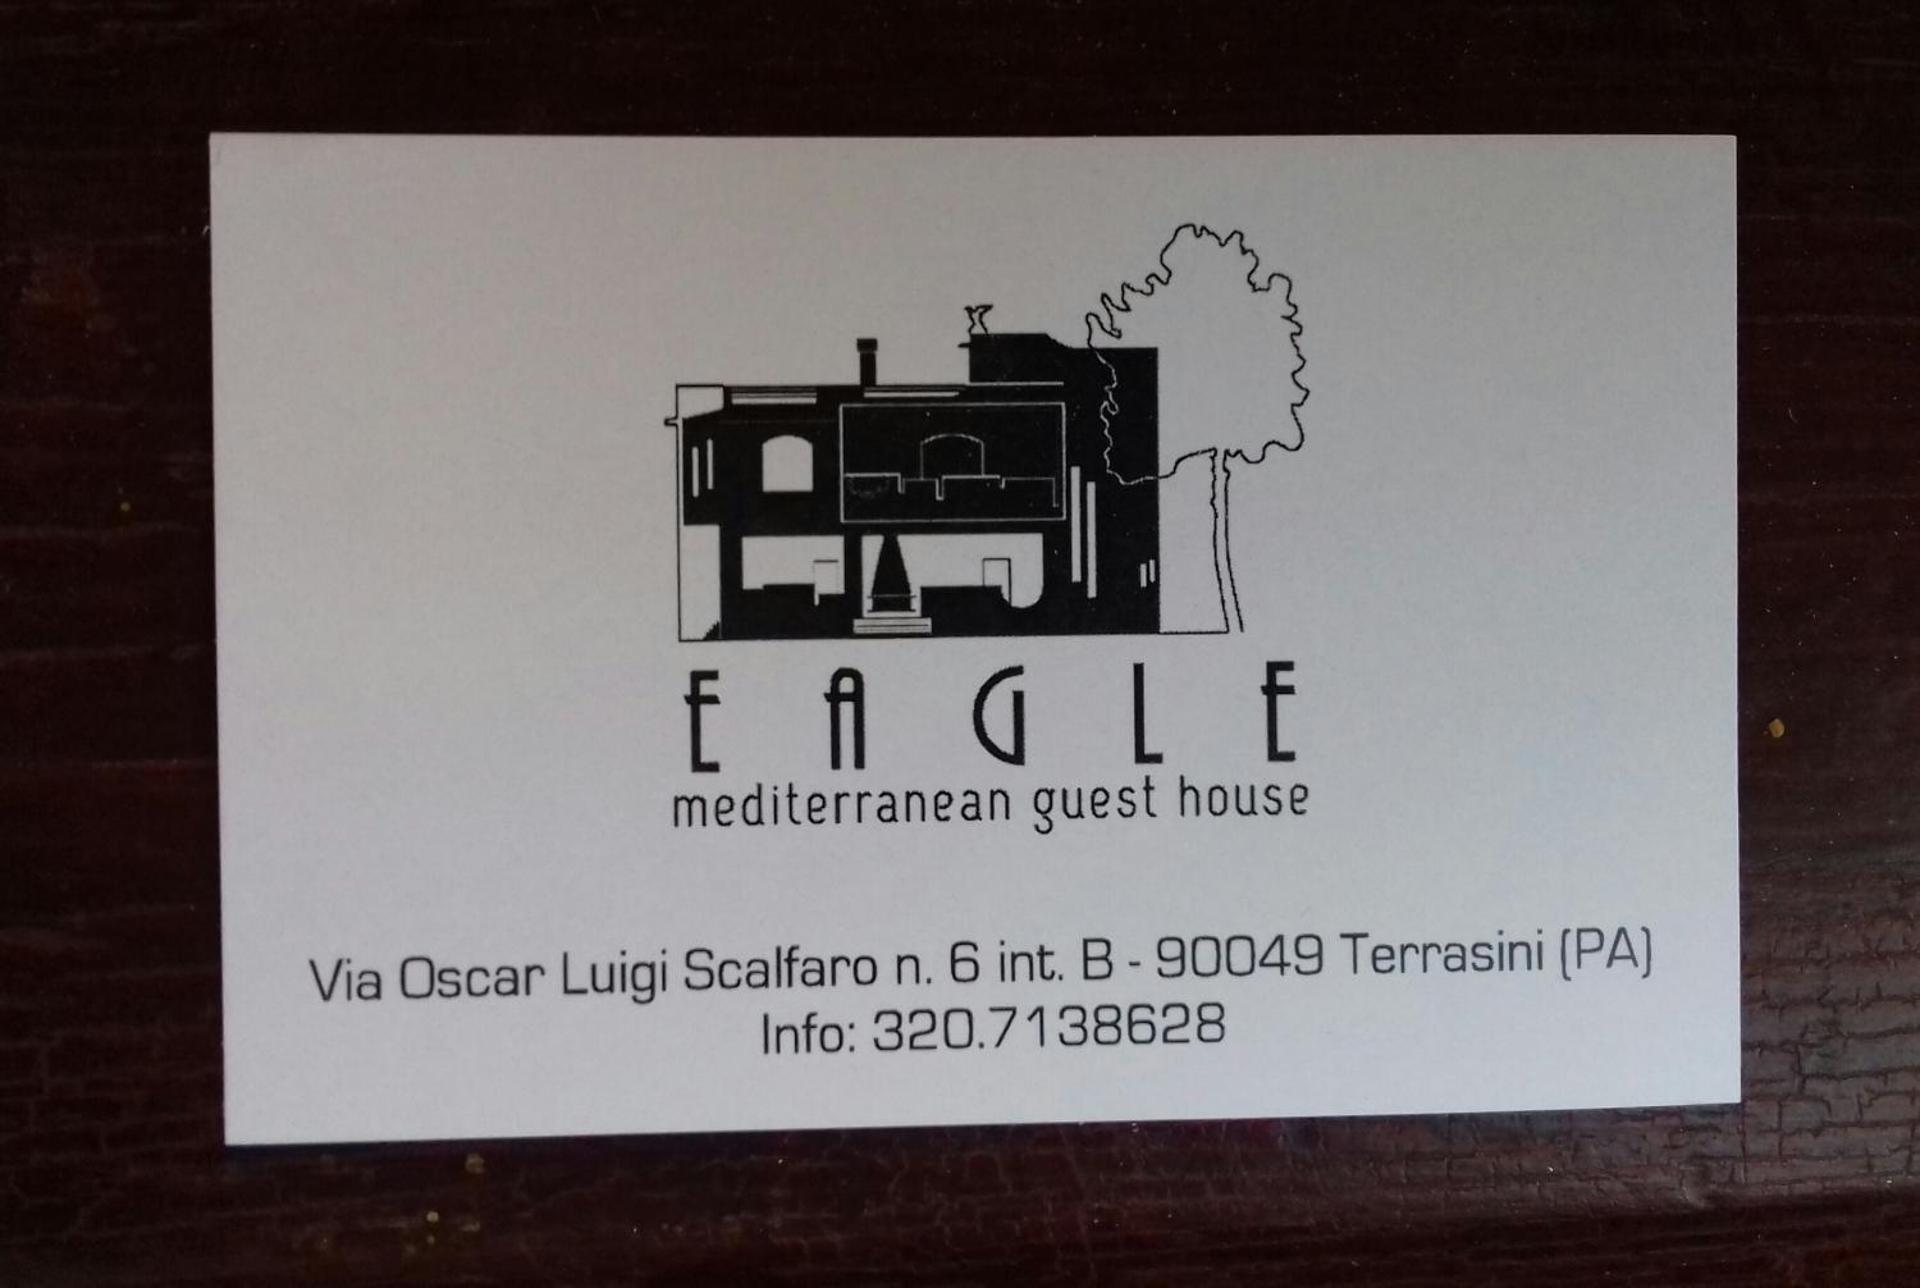 EAGLE
mediterranean guest house
Via Oscar Luigi Scalfaro n. 6 int. B - 90049 Terrasini (PA)
Info: 320.7138628